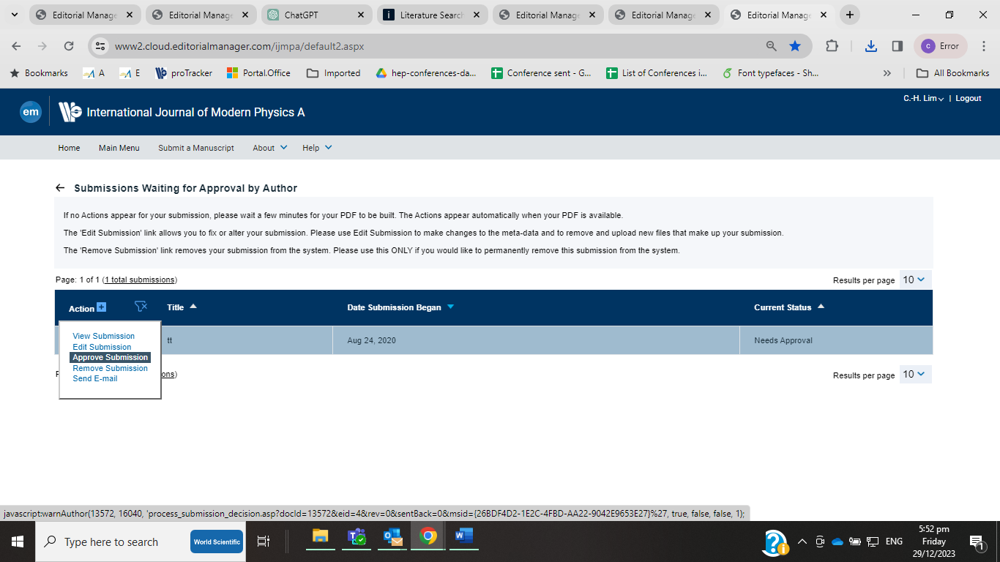 Editorial Manage
Editorial Manage
ChatGPT
Literature Search
Editorial Manage
Editorial Manage
Editorial Manage
www2.cloud.editorialmanager.com/ijmpa/default2.aspx
C Error
Bookmarks
A
E
proTracker
Portal.Office
Imported
hep-conferences-da...
Conference sent - G...
List of Conferences i...
Font typefaces - Sh...
All Bookmarks
em
International Journal of Modern Physics A
C.-H. Lim | Logout
Home Main Menu Submit a Manuscript About Help
Submissions Waiting for Approval by Author
If no Actions appear for your submission, please wait a few minutes for your PDF to be built. The Actions appear automatically when your PDF is available.
The 'Edit Submission' link allows you to fix or alter your submission. Please use Edit Submission to make changes to the meta-data and to remove and upload new files that make up your submission.
The 'Remove Submission' link removes your submission from the system. Please use this ONLY if you would like to permanently remove this submission from the system.
Page: 1 of 1 (1 total submissions)
Results per page 10
Action Title Date Submission Began Current Status
View Submission
Edit Submission
Approve Submission
Remove Submission
Send E-mail
tt Aug 24, 2020 Needs Approval
ons)
Results per page 10
javascript:warnAuthor(13572, 16040, 'process_submission_decision.asp?docId=13572&eid=4&rev=0&sentBack=0&msid={26BDF4D2-1E2C-4FBD-AA22-9042E9653E27}%27, true, false, false, 1);
Type here to search
World Scientific
ENG
5:52 pm
Friday
29/12/2023
1